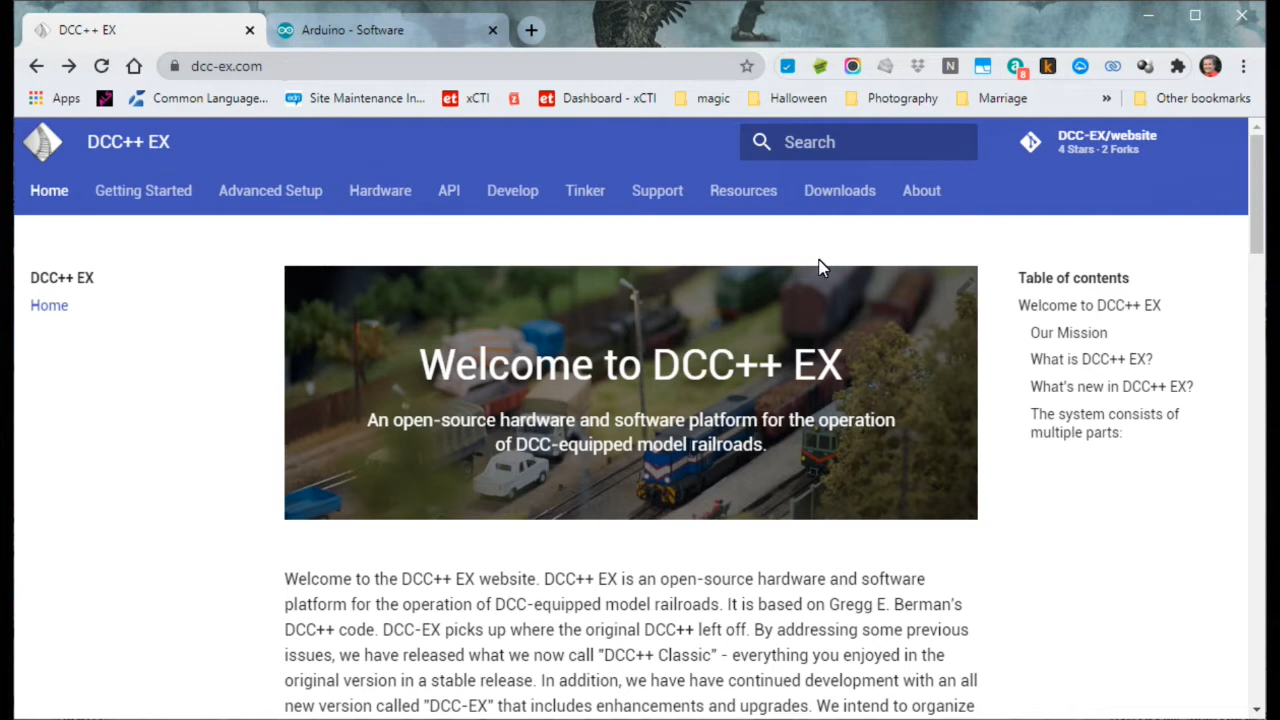 DCC++ EX
Arduino - Software
dcc-ex.com
8
N
Apps
Common Language...
Site Maintenance In...
et xCTI
et Dashboard - xCTI
magic
Halloween
Photography
Marriage
»
Other bookmarks
DCC++ EX
Search
DCC-EX/website
4 Stars · 2 Forks
Home
Getting Started
Advanced Setup
Hardware
API
Develop
Tinker
Support
Resources
Downloads
About
DCC++ EX
Home
Welcome to DCC++ EX
An open-source hardware and software platform for the operation
of DCC-equipped model railroads.
Table of contents
Welcome to DCC++ EX
Our Mission
What is DCC++ EX?
What's new in DCC++ EX?
The system consists of
multiple parts:
Welcome to the DCC++ EX website. DCC++ EX is an open-source hardware and software
platform for the operation of DCC-equipped model railroads. It is based on Gregg E. Berman's
DCC++ code. DCC-EX picks up where the original DCC++ left off. By addressing some previous
issues, we have released what we now call "DCC++ Classic" - everything you enjoyed in the
original version in a stable release. In addition, we have have continued development with an all
new version called "DCC-EX" that includes enhancements and upgrades. We intend to organize